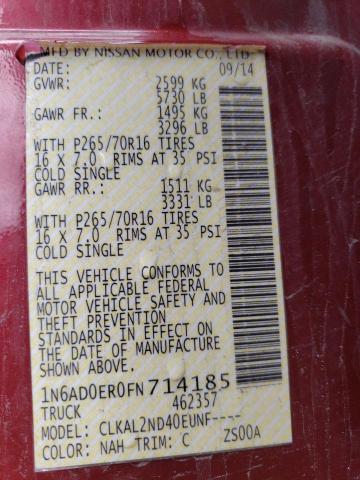 MFD BY NISSAN MOTOR CO., LTD.
DATE: 09/14
GVWR: 2599 KG
5730 LB
GAWR FR.: 1495 KG
3296 LB
WITH P265/70R16 TIRES
16 X 7.0 RIMS AT 35 PSI
COLD SINGLE
GAWR RR.: 1511 KG
3331 LB
WITH P265/70R16 TIRES
16 X 7.0 RIMS AT 35 PSI
COLD SINGLE
THIS VEHICLE CONFORMS TO
ALL APPLICABLE FEDERAL
MOTOR VEHICLE SAFETY AND
THEFT PREVENTION
STANDARDS IN EFFECT ON
THE DATE OF MANUFACTURE
SHOWN ABOVE.
1N6AD0ER0FN714185
TRUCK 462357
MODEL: CLKAL2ND40EUNF----
COLOR: NAH TRIM: C ZS00A